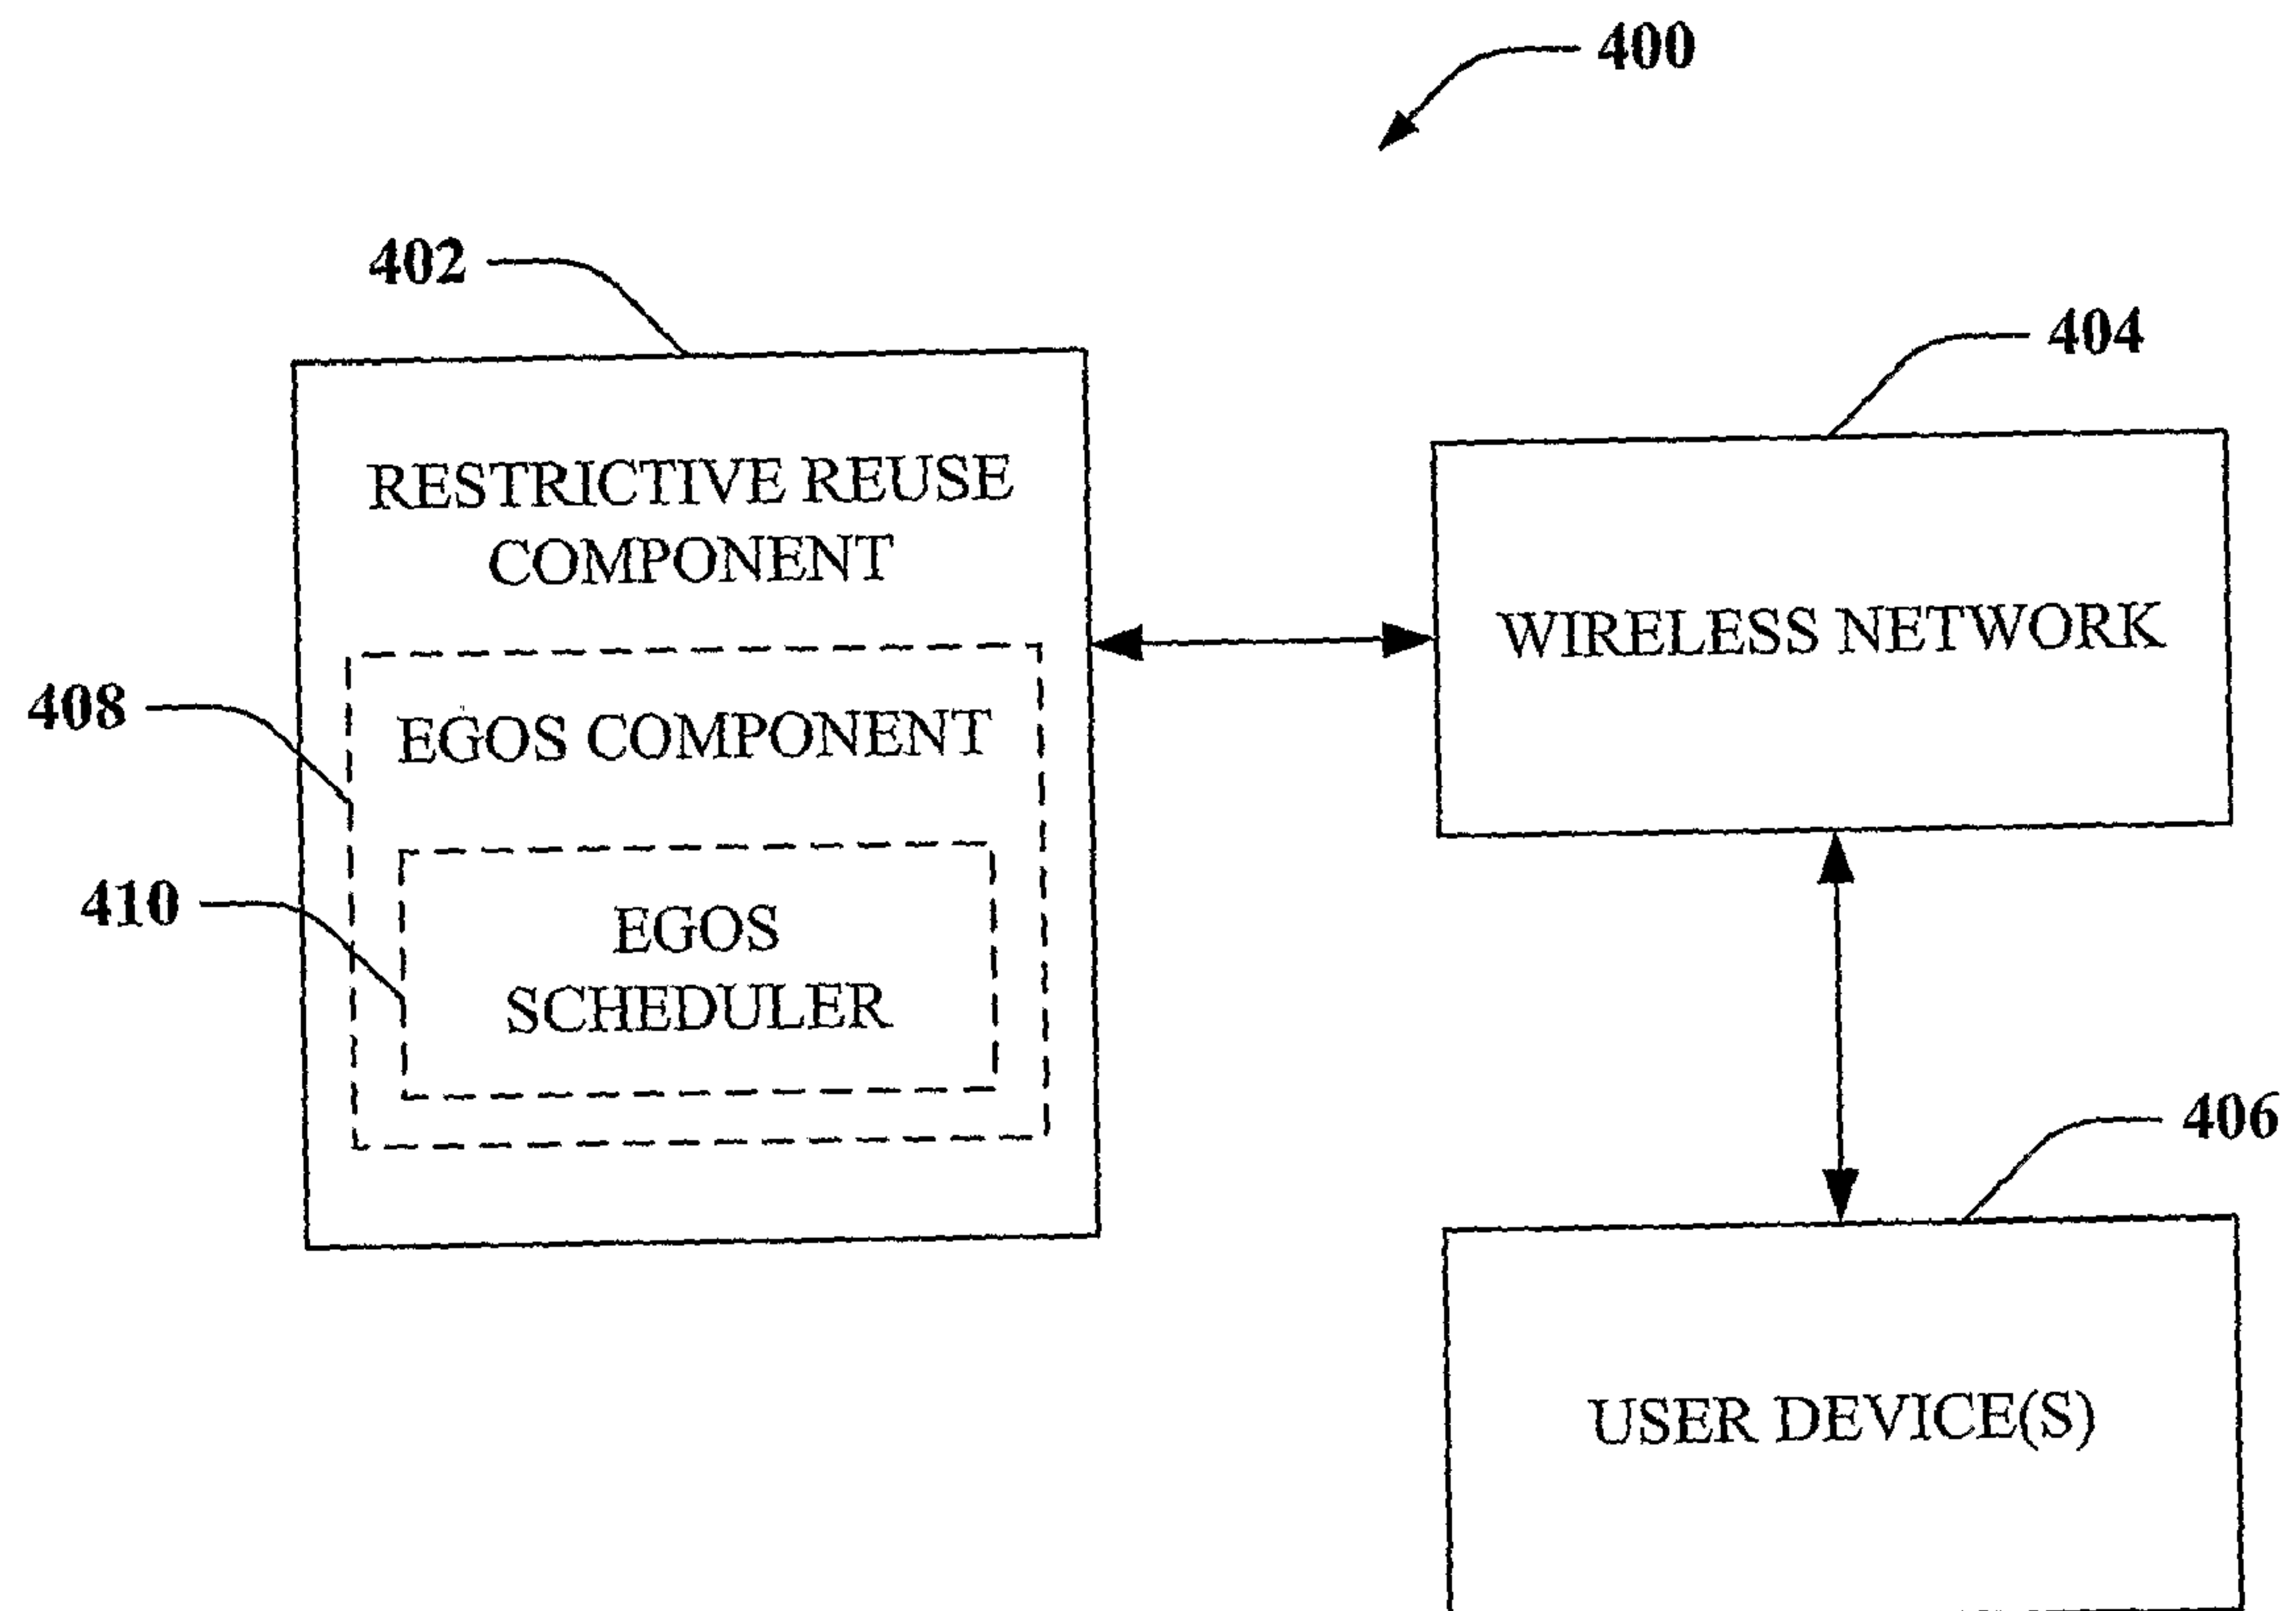 400
402
404
RESTRICTIVE REUSE
COMPONENT
WIRELESS NETWORK
408
EGOS COMPONENT
410
EGOS
SCHEDULER
406
USER DEVICE(S)